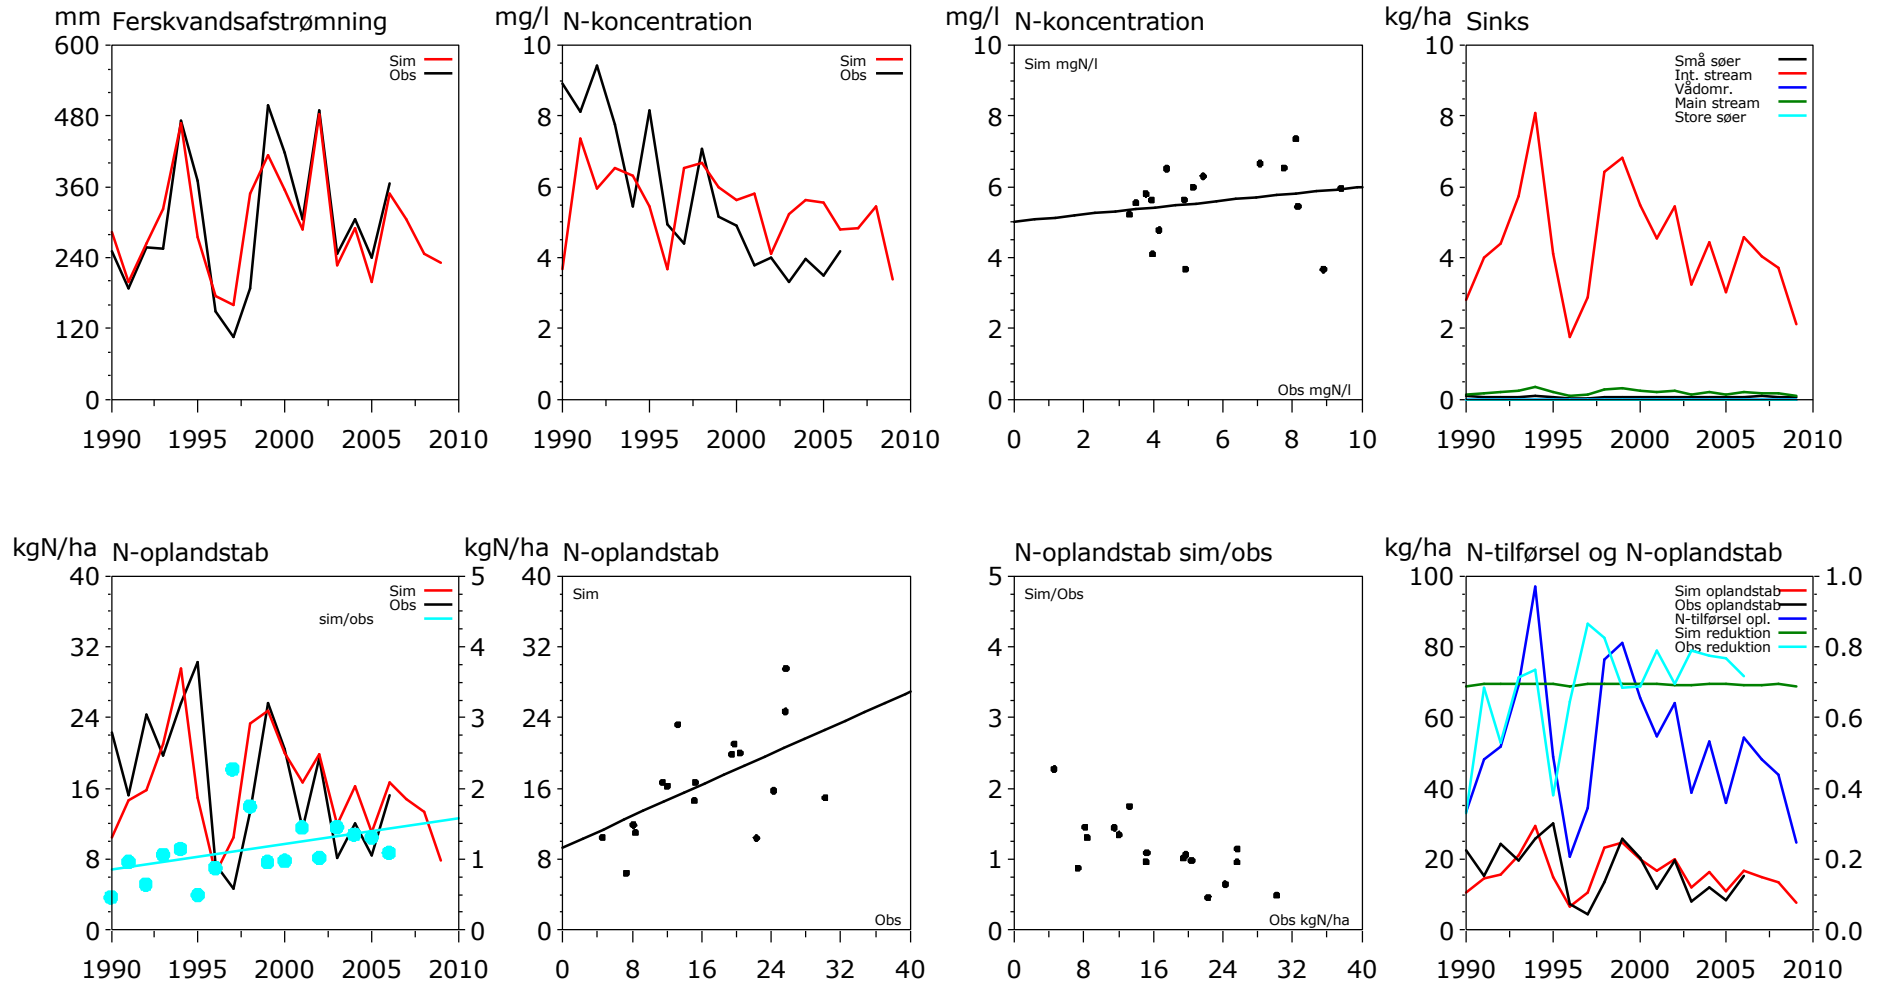 mm Ferskvandsafstrømning
600
480
360
240
120
0
1990 1995 2000 2005 2010
Sim
Obs
mg/l N-koncentration
10
8
6
4
2
0
1990 1995 2000 2005 2010
Sim
Obs
mg/l N-koncentration
10
8
6
4
2
0
0 2 4 6 8 10
Sim mgN/l
Obs mgN/l
kg/ha Sinks
10
8
6
4
2
0
1990 1995 2000 2005 2010
Små søer
Int. stream
Vådomr.
Main stream
Store søer
kgN/ha N-oplandstab
40
32
24
16
8
0
1990 1995 2000 2005 2010
Sim
Obs
sim/obs
5
4
3
2
1
0
kgN/ha N-oplandstab
40
32
24
16
8
0
0 8 16 24 32 40
Sim
Obs
N-oplandstab sim/obs
5
4
3
2
1
0
0 8 16 24 32 40
Sim/Obs
Obs kgN/ha
kg/ha N-tilførsel og N-oplandstab
100
80
60
40
20
0
1990 1995 2000 2005 2010
Sim oplandstab
Obs oplandstab
N-tilførsel opl.
Sim reduktion
Obs reduktion
1.0
0.8
0.6
0.4
0.2
0.0